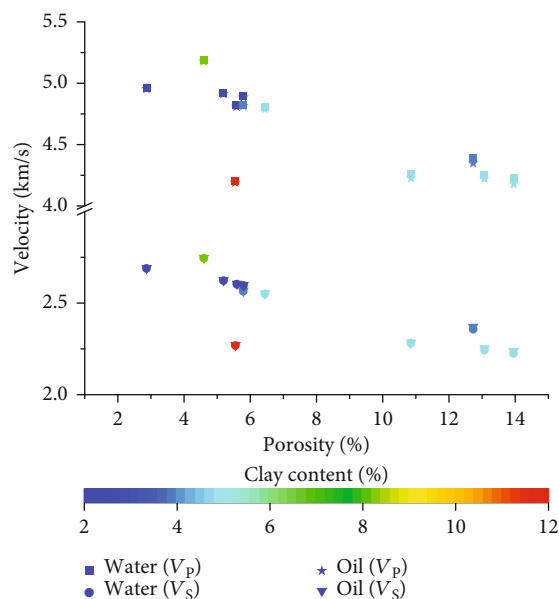 5.5
5.0
4.5
4.0
2.5
2.0
Velocity (km/s)
2 4 6 8 10 12 14
Porosity (%)
Clay content (%)
2 4 6 8 10 12
Water (VP) Oil (VP)
Water (VS) Oil (VS)